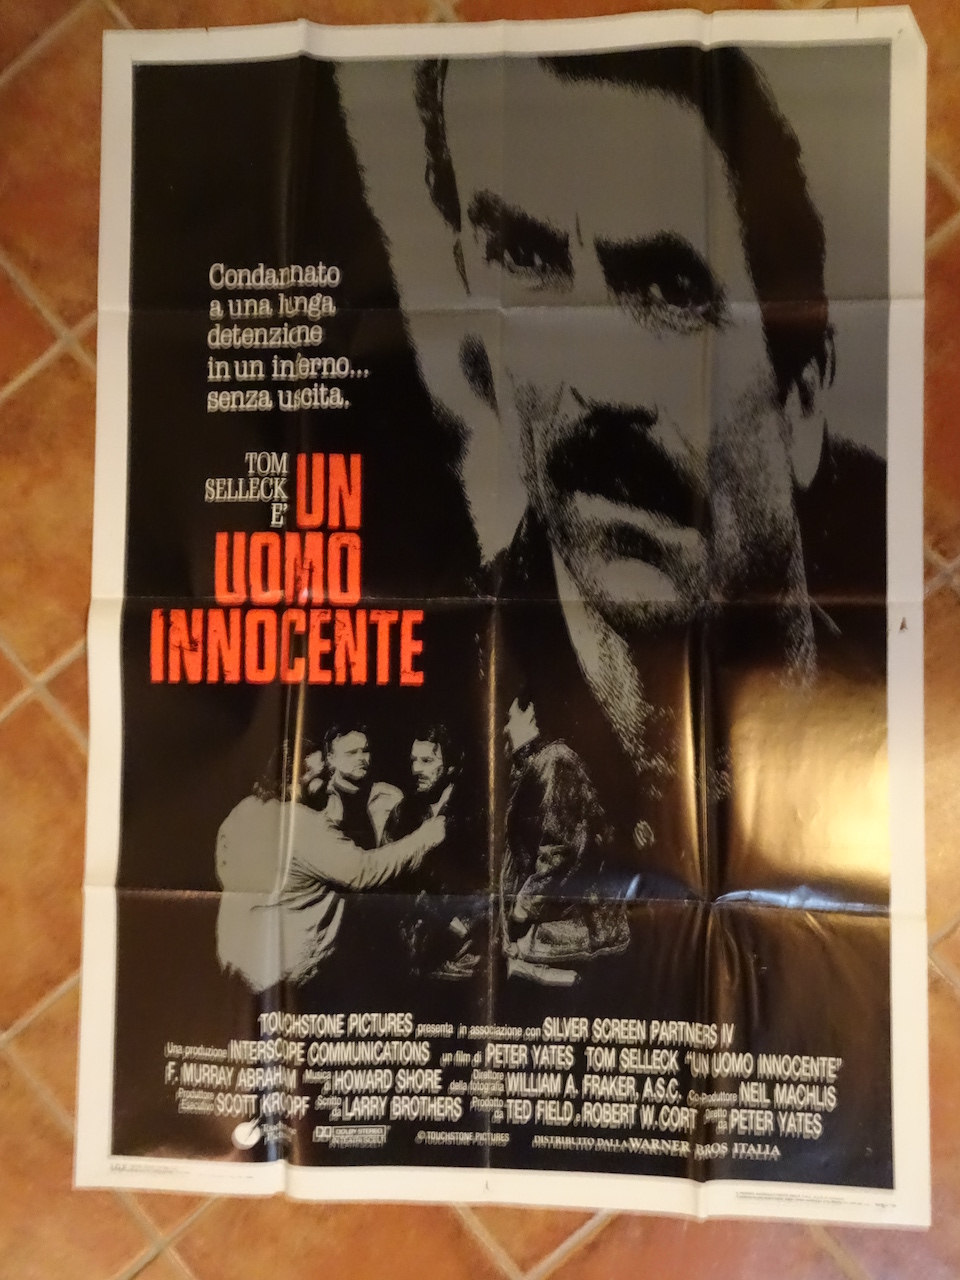 Condannato
a una lunga
detenzione
in un inferno...
senza uscita.
TOM
SELLECK
E' UN
UOMO
INNOCENTE
TOUCHSTONE PICTURES presenta in associazione con SILVER SCREEN PARTNERS IV
Una produzione INTERSCOPE COMMUNICATIONS un film di PETER YATES TOM SELLECK "UN UOMO INNOCENTE"
F. MURRAY ABRAHAM Musica di HOWARD SHORE Direttore della fotografia WILLIAM A. FRAKER, A.S.C. Co-Produttore NEIL MACHLIS
Produttore Esecutivo SCOTT KROOPF Scritto da LARRY BROTHERS Prodotto da TED FIELD e ROBERT W. CORT Diretto da PETER YATES
DOLBY STEREO
© TOUCHSTONE PICTURES
DISTRIBUITO DALLA WARNER BROS ITALIA